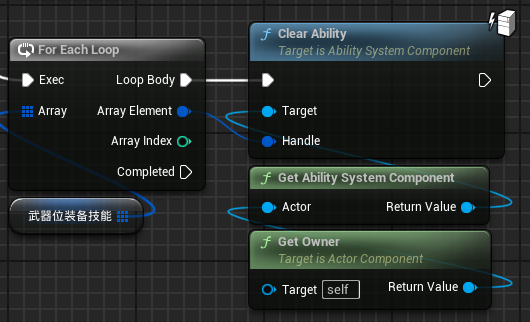 For Each Loop
Exec
Loop Body
Array
Array Element
Array Index
Completed
武器位装备技能
Clear Ability
Target is Ability System Component
Target
Handle
Get Ability System Component
Actor
Return Value
Get Owner
Target is Actor Component
Target
self
Return Value